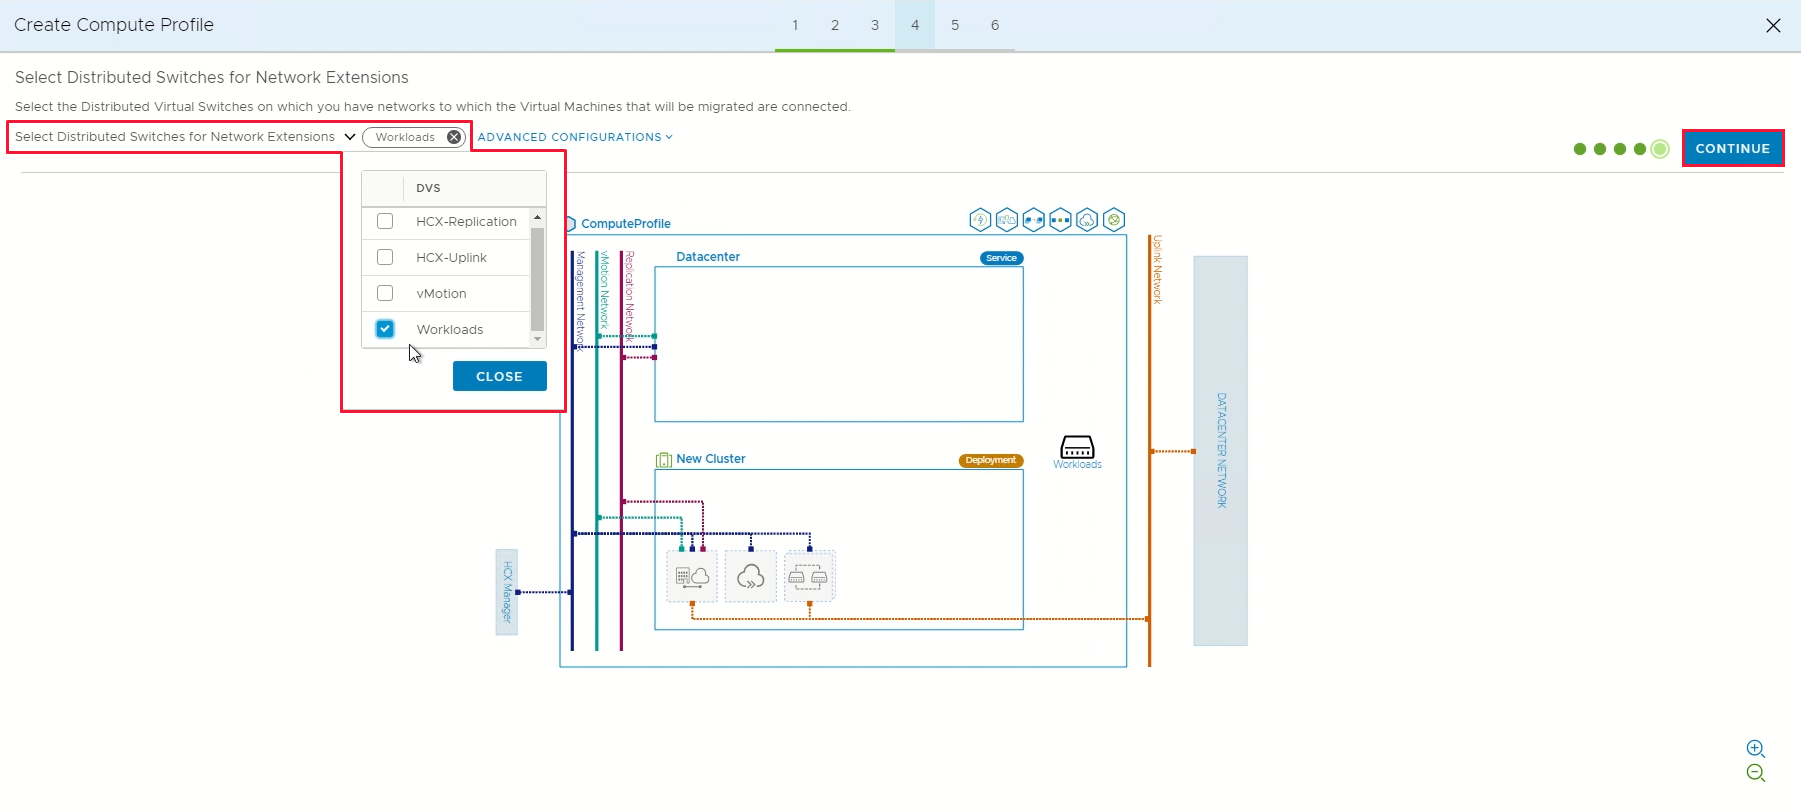 Create Compute Profile
1 2 3 4 5 6
Select Distributed Switches for Network Extensions
Select the Distributed Virtual Switches on which you have networks to which the Virtual Machines that will be migrated are connected.
Select Distributed Switches for Network Extensions Workloads ADVANCED CONFIGURATIONS
CONTINUE
DVS
HCX-Replication
HCX-Uplink
vMotion
Workloads
CLOSE
ComputeProfile
Management Network
vMotion Network
Replication Network
Datacenter Service
Uplink Network
DATACENTER NETWORK
Workloads
New Cluster Deployment
HCX Manager